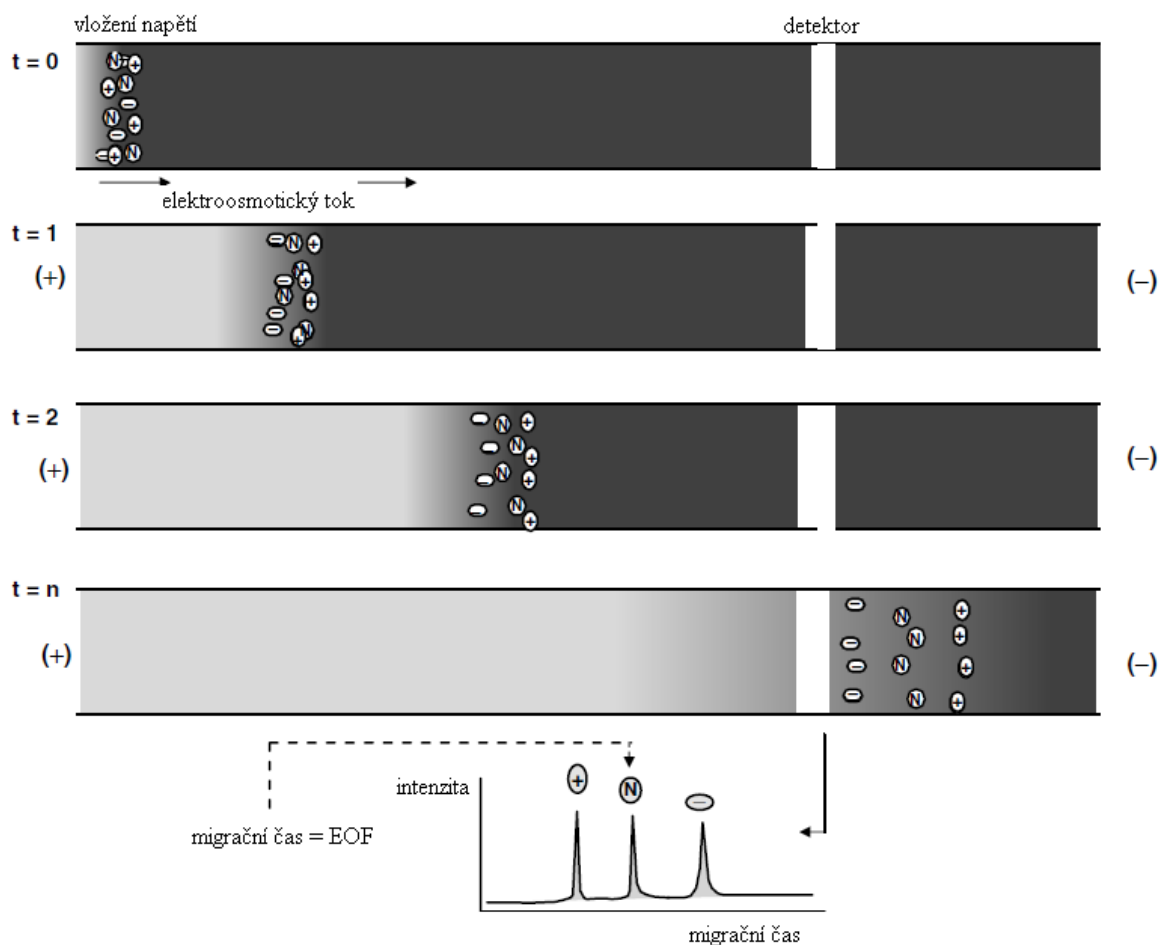 vložení napětí
detektor
t = 0
N + + N − N + − − + N
elektroosmotický tok
t = 1
(+)
(−)
− N + N − + N + − − N +
t = 2
(+)
(−)
− N + − N + − N + − N +
t = n
(+)
(−)
− N + − N + − N + − N +
intenzita
+ N −
migrační čas = EOF
migrační čas